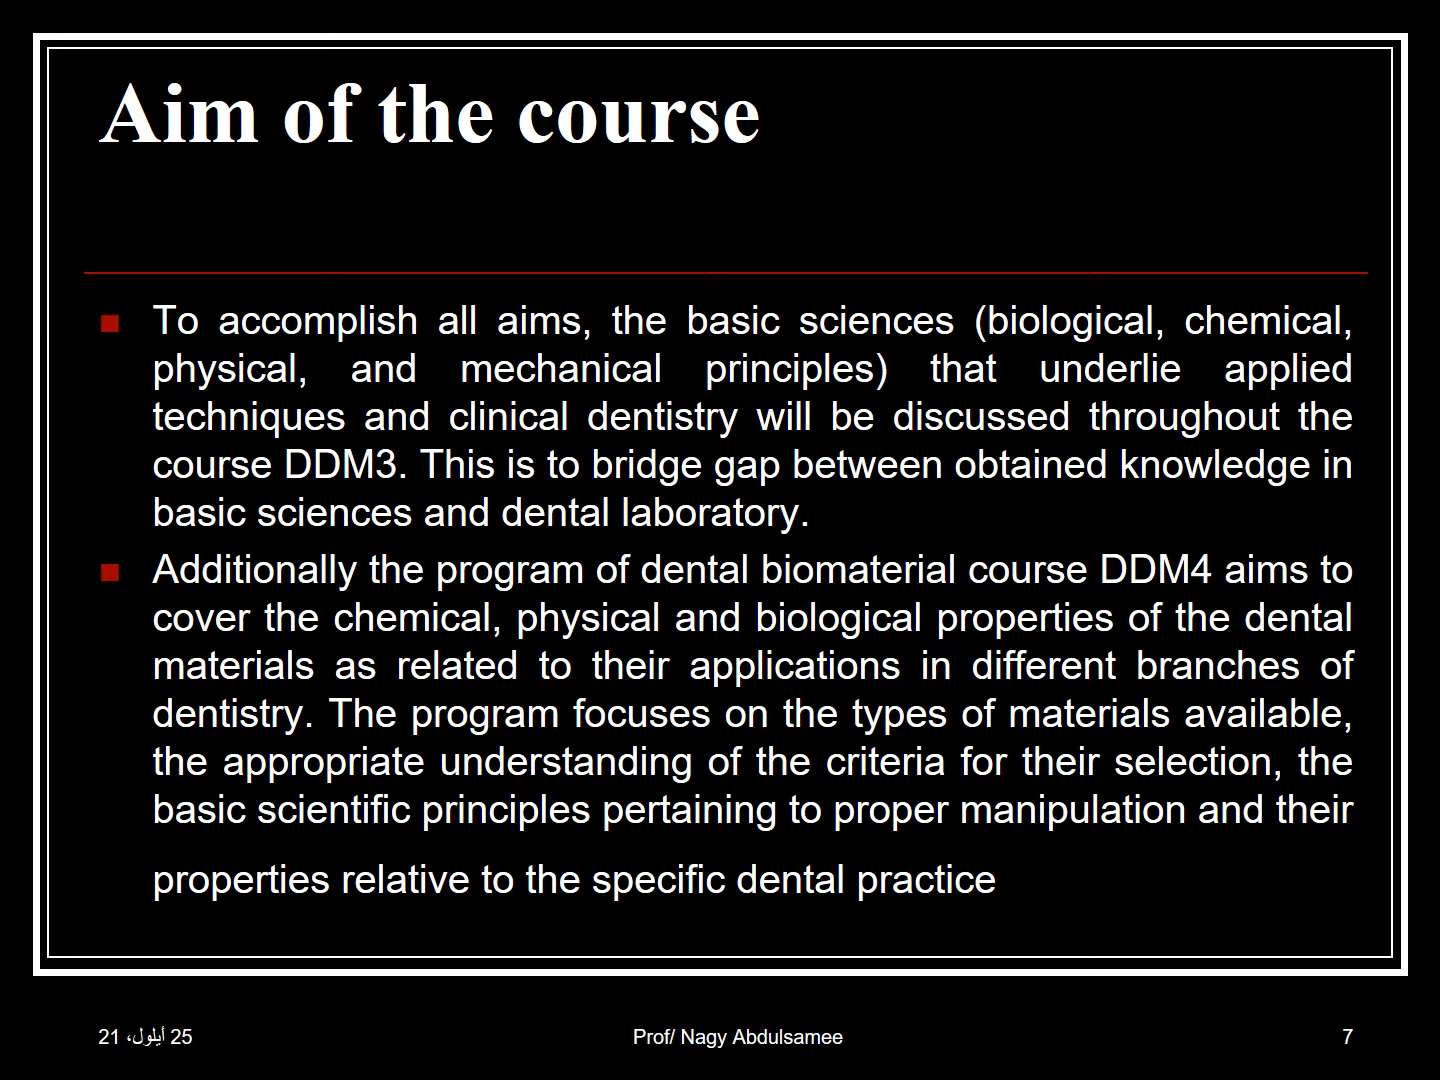 Aim of the course
To accomplish all aims, the basic sciences (biological, chemical,
physical, and mechanical principles) that underlie applied
techniques and clinical dentistry will be discussed throughout the
course DDM3. This is to bridge gap between obtained knowledge in
basic sciences and dental laboratory.
Additionally the program of dental biomaterial course DDM4 aims to
cover the chemical, physical and biological properties of the dental
materials as related to their applications in different branches of
dentistry. The program focuses on the types of materials available,
the appropriate understanding of the criteria for their selection, the
basic scientific principles pertaining to proper manipulation and their
properties relative to the specific dental practice
25 أيلول، 21
Prof/ Nagy Abdulsamee
7